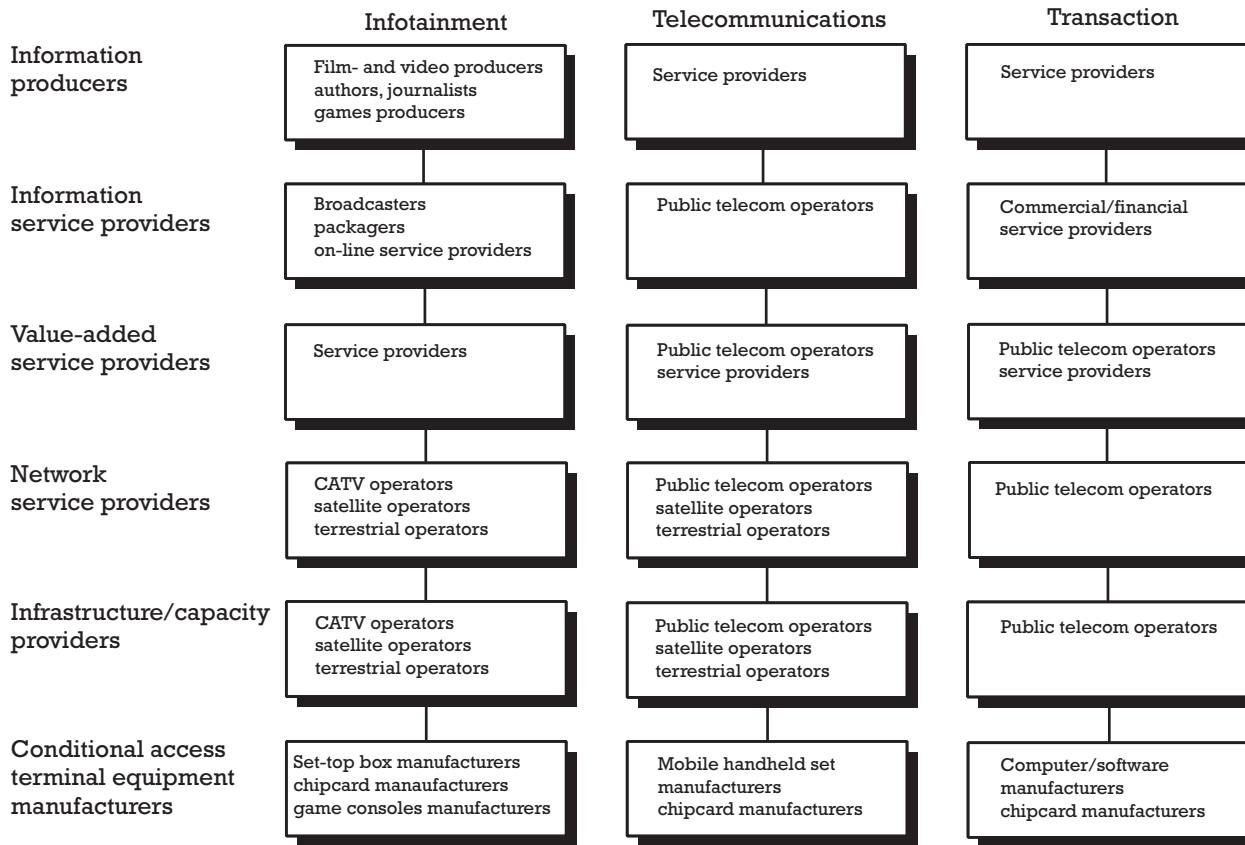 Infotainment
Telecommunications
Transaction
Information
producers
Film- and video producers
authors, journalists
games producers
Service providers
Service providers
Information
service providers
Broadcasters
packagers
on-line service providers
Public telecom operators
Commercial/financial
service providers
Value-added
service providers
Service providers
Public telecom operators
service providers
Public telecom operators
service providers
Network
service providers
CATV operators
satellite operators
terrestrial operators
Public telecom operators
satellite operators
terrestrial operators
Public telecom operators
Infrastructure/capacity
providers
CATV operators
satellite operators
terrestrial operators
Public telecom operators
satellite operators
terrestrial operators
Public telecom operators
Conditional access
terminal equipment
manufacturers
Set-top box manufacturers
chipcard manaufacturers
game consoles manufacturers
Mobile handheld set
manufacturers
chipcard manufacturers
Computer/software
manufacturers
chipcard manufacturers